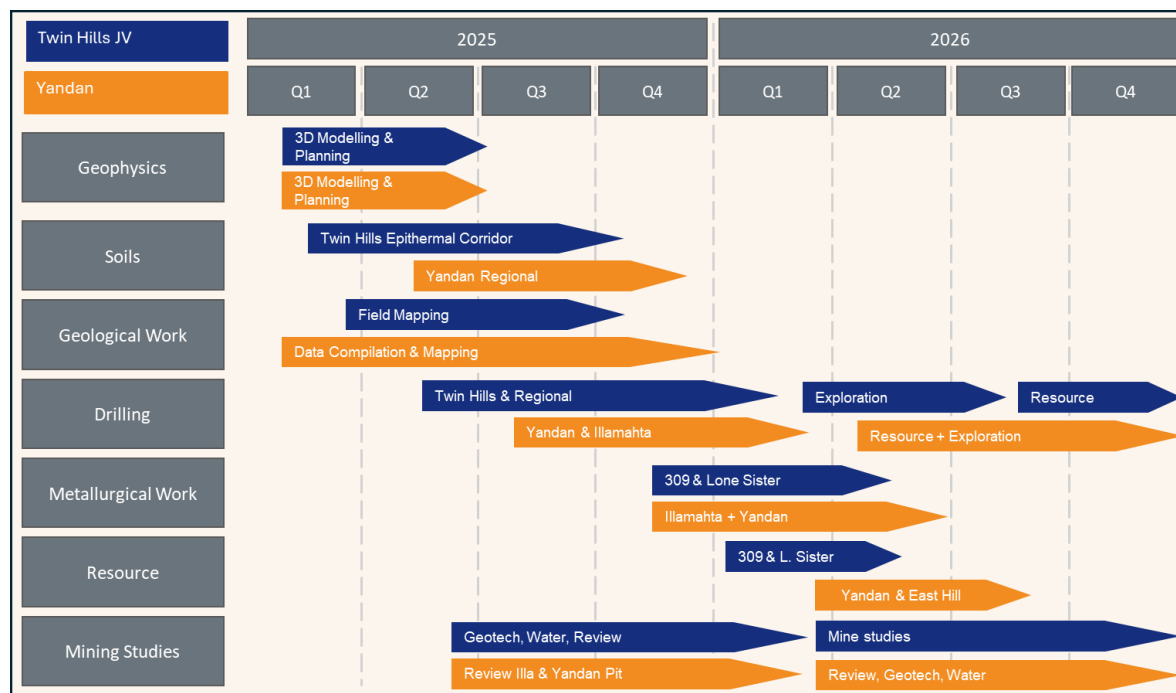 Twin Hills JV
2025
2026
Yandan
Q1
Q2
Q3
Q4
Q1
Q2
Q3
Q4
Geophysics
3D Modelling &
Planning
3D Modelling &
Planning
Soils
Twin Hills Epithermal Corridor
Yandan Regional
Geological Work
Field Mapping
Data Compilation & Mapping
Drilling
Twin Hills & Regional
Exploration
Resource
Yandan & Illamahta
Resource + Exploration
Metallurgical Work
309 & Lone Sister
Illamahta + Yandan
Resource
309 & L. Sister
Yandan & East Hill
Mining Studies
Geotech, Water, Review
Mine studies
Review Illa & Yandan Pit
Review, Geotech, Water